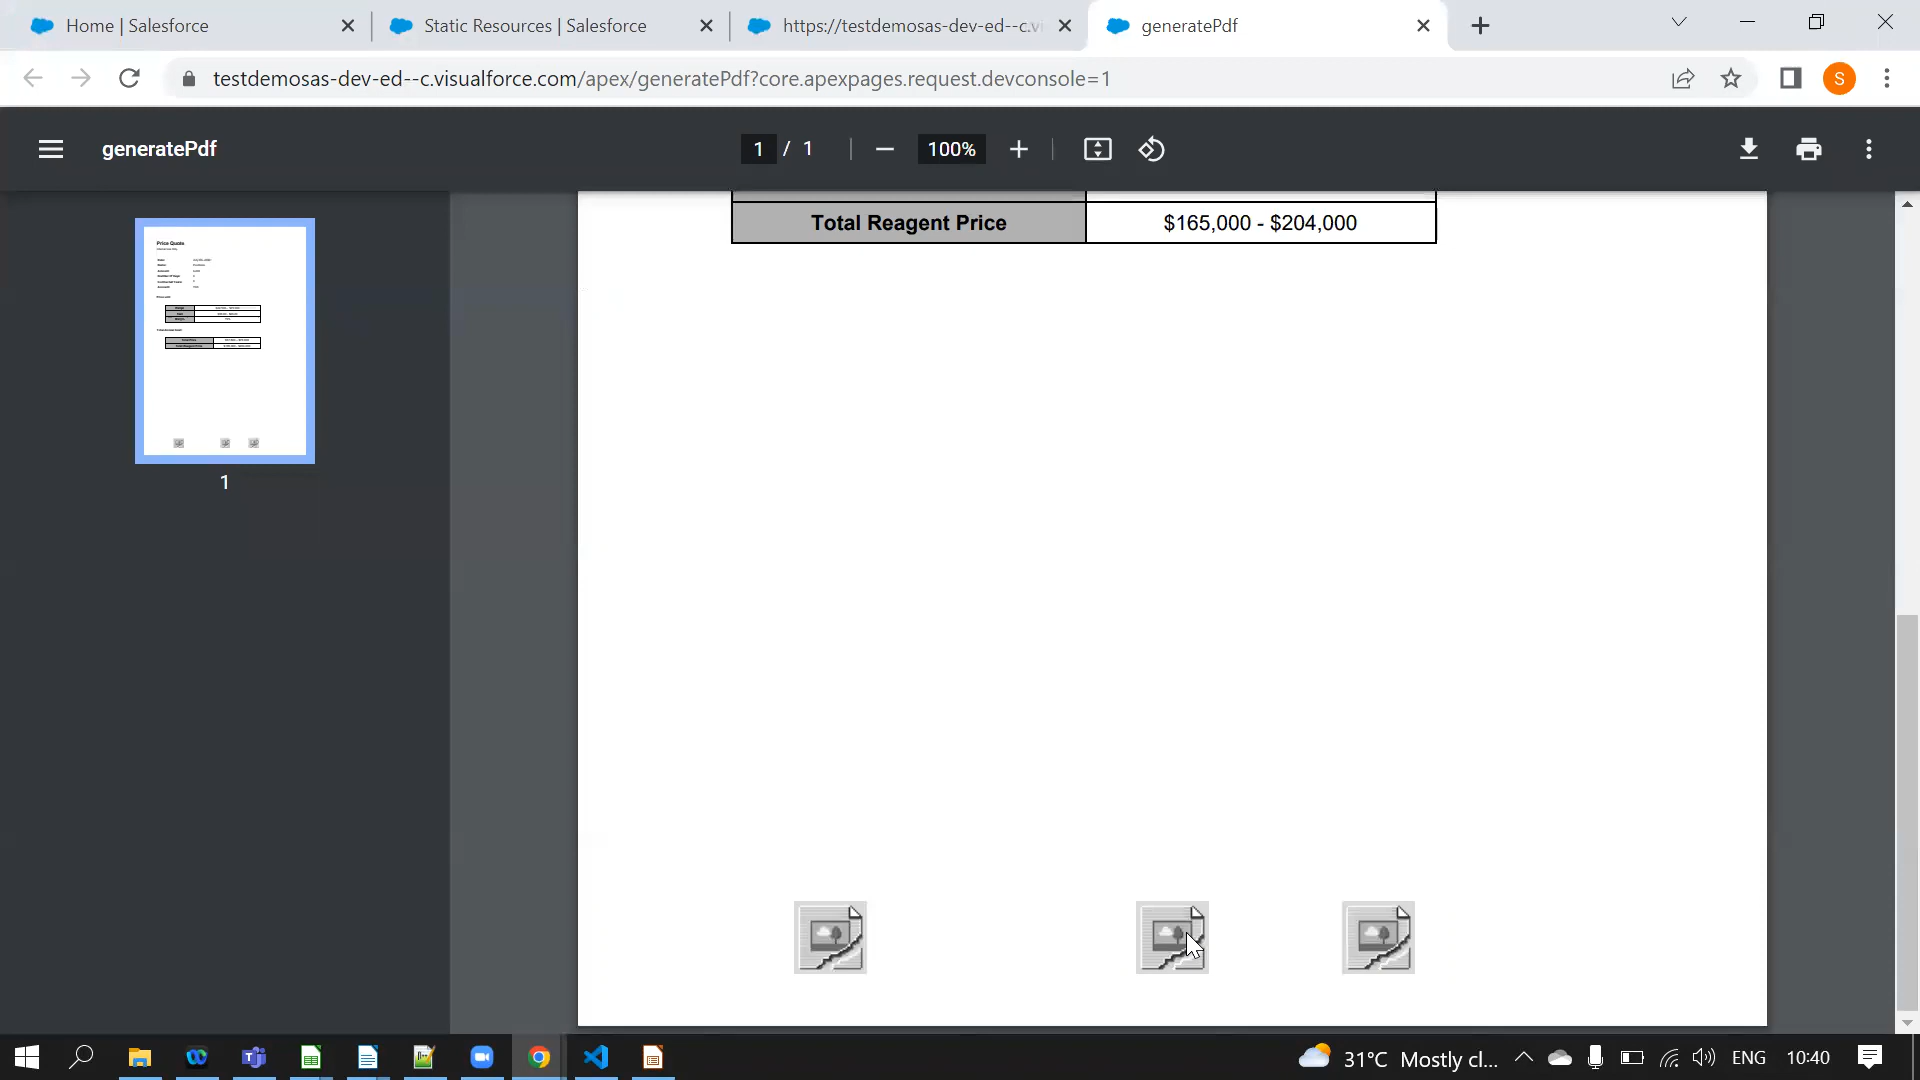 Home | Salesforce
Static Resources | Salesforce
https://testdemosas-dev-ed--c.vi
generatePdf
testdemosas-dev-ed--c.visualforce.com/apex/generatePdf?core.apexpages.request.devconsole=1
S
generatePdf
1 / 1
100%
Price Quote
1
Total Reagent Price
$165,000 - $204,000
31°C Mostly cl...
ENG
10:40